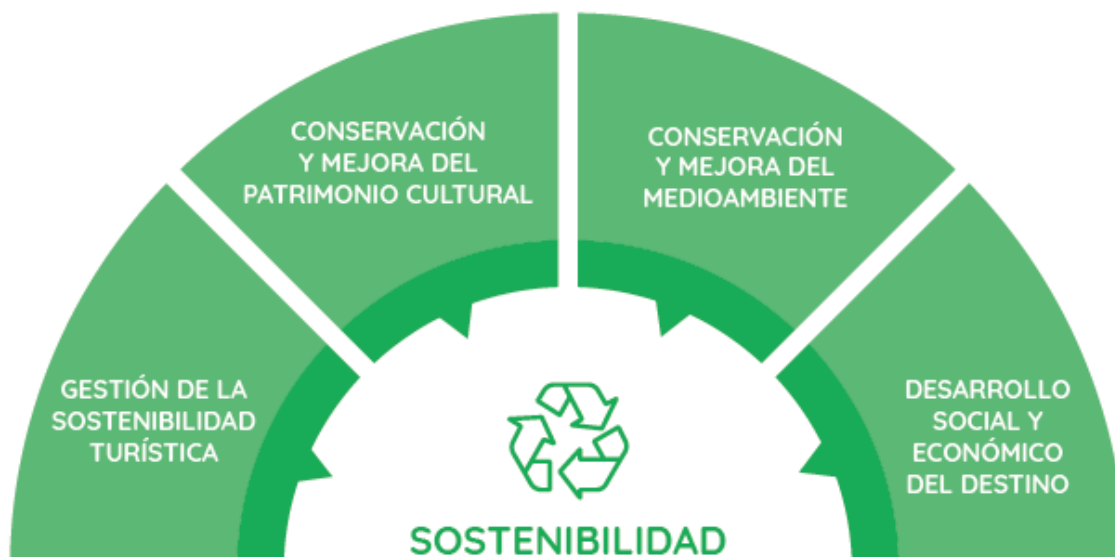 GESTIÓN DE LA
SOSTENIBILIDAD
TURÍSTICA
CONSERVACIÓN
Y MEJORA DEL
PATRIMONIO CULTURAL
CONSERVACIÓN
Y MEJORA DEL
MEDIOAMBIENTE
DESARROLLO
SOCIAL Y
ECONÓMICO
DEL DESTINO
SOSTENIBILIDAD